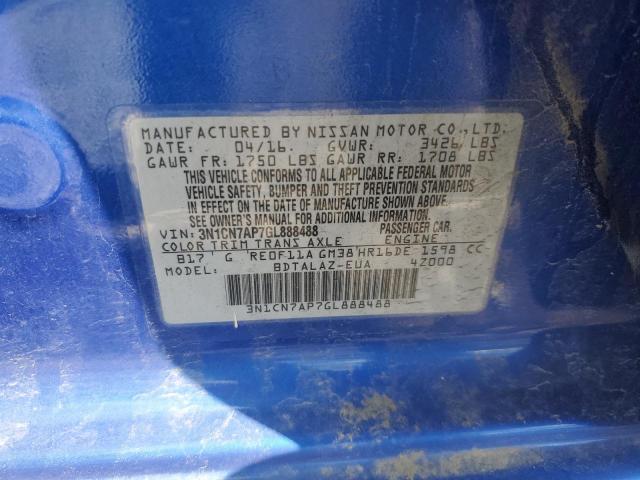 MANUFACTURED BY NISSAN MOTOR CO., LTD.
DATE: 04/16. GVWR: 3426 LBS
GAWR FR: 1750 LBS GAWR RR: 1708 LBS
THIS VEHICLE CONFORMS TO ALL APPLICABLE FEDERAL MOTOR
VEHICLE SAFETY, BUMPER AND THEFT PREVENTION STANDARDS
IN EFFECT ON THE DATE OF MANUFACTURE SHOWN ABOVE.
SEE OWNER'S MANUAL FOR ADDITIONAL INFORMATION.
VIN: 3N1CN7AP7GL888488 PASSENGER CAR.
COLOR TRIM TRANS AXLE ENGINE
B17 G RE0F11A GM38 HR16DE 1598 CC
MODEL: BDTALAZ-EUA 4Z000
3N1CN7AP7GL888488